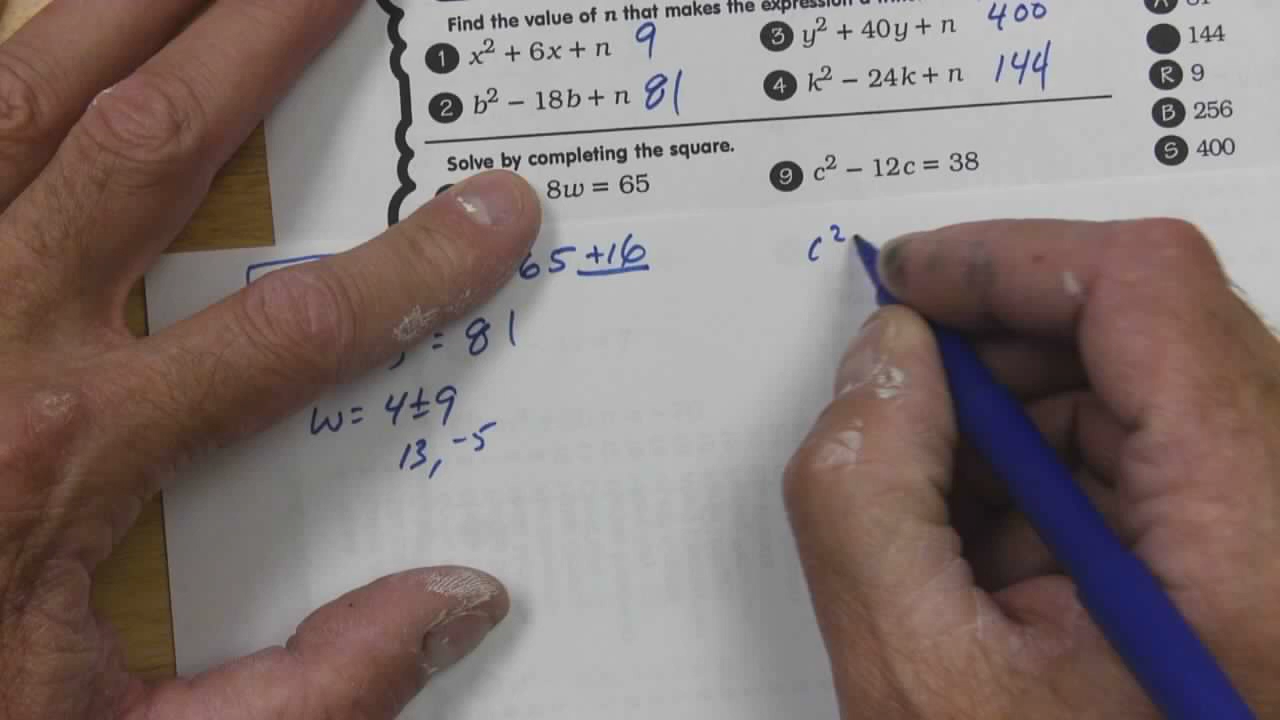 Find the value of n that makes the expression a
1 x² + 6x + n 9
2 b² − 18b + n 81
3 y² + 40y + n 400
4 k² − 24k + n 144
Solve by completing the square.
8w = 65
65 +16
= 81
w = 4±9
13, -5
9 c² − 12c = 38
c²
144
R 9
B 256
S 400